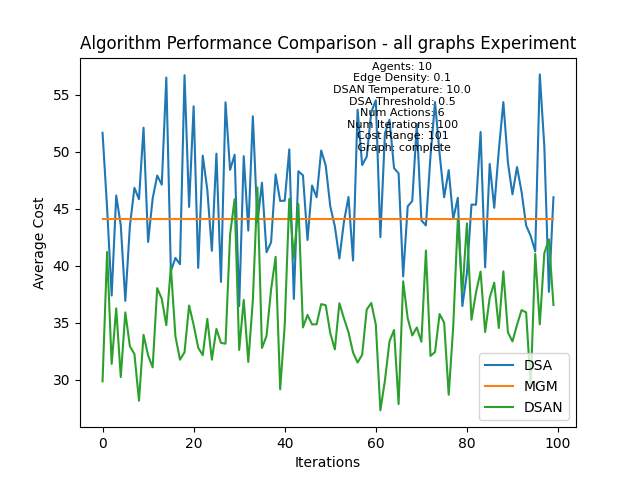 Algorithm Performance Comparison - all graphs Experiment
Agents: 10
Edge Density: 0.1
DSAN Temperature: 10.0
DSA Threshold: 0.5
Num Actions: 6
Num Iterations: 100
Cost Range: 101
Graph: complete
55
50
45
40
35
30
Average Cost
0
20
40
60
80
100
Iterations
DSA
MGM
DSAN